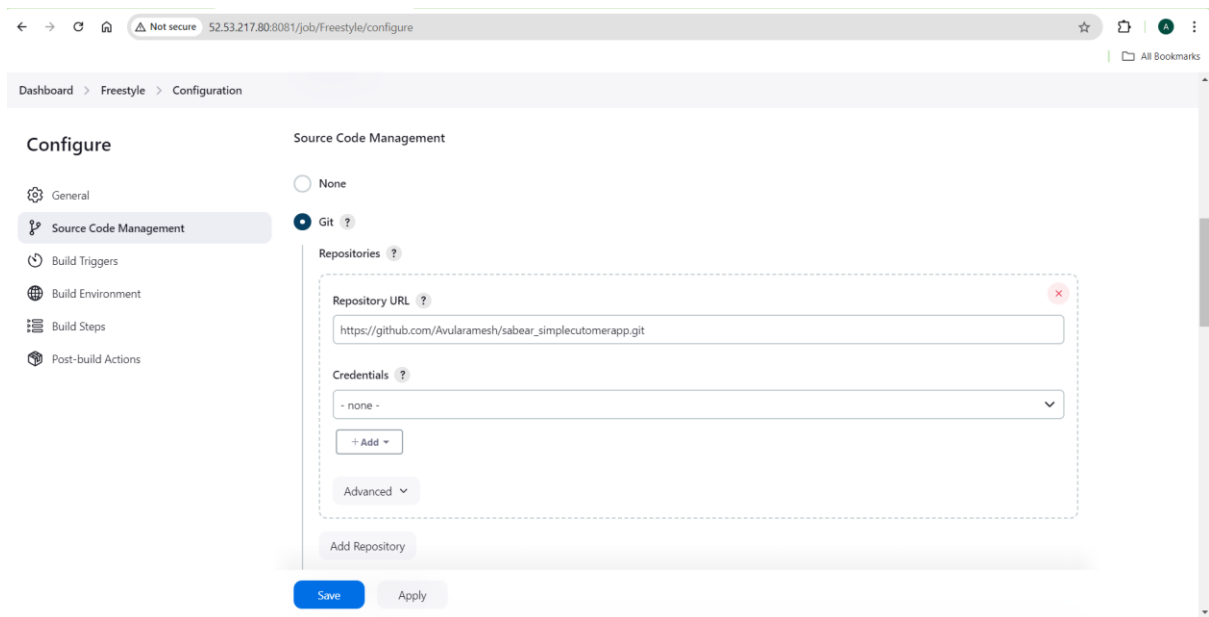 Not secure 52.53.217.80:8081/job/Freestyle/configure A
All Bookmarks
Dashboard > Freestyle > Configuration
Configure
General
Source Code Management
Build Triggers
Build Environment
Build Steps
Post-build Actions
Source Code Management
None
Git ?
Repositories ?
Repository URL ?
https://github.com/Avularamesh/sabear_simplecutomerapp.git
Credentials ?
- none -
+ Add
Advanced
Add Repository
Save Apply